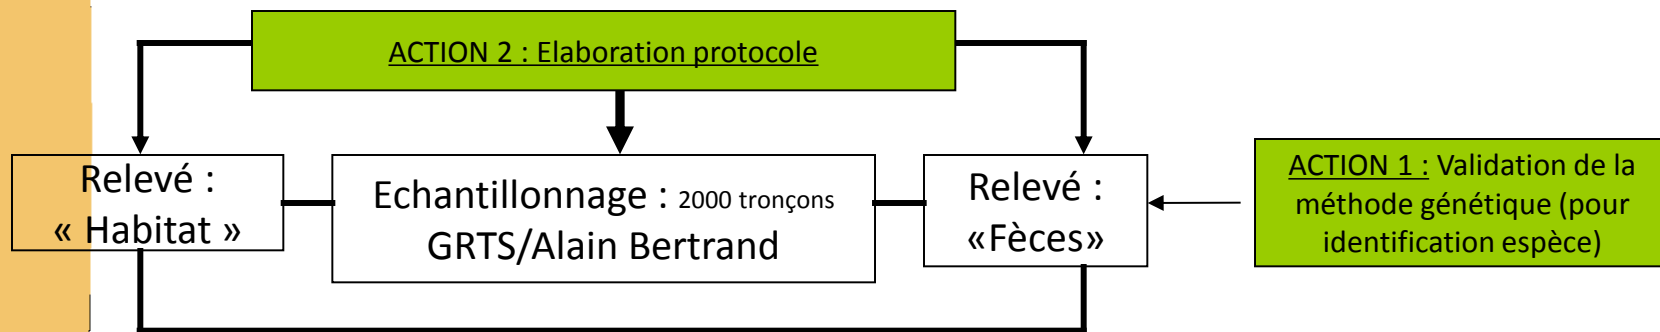 ACTION 2 : Elaboration protocole
Relevé :
« Habitat »
Echantillonnage : 2000 tronçons
GRTS/Alain Bertrand
Relevé :
«Fèces»
ACTION 1 : Validation de la
méthode génétique (pour
identification espèce)